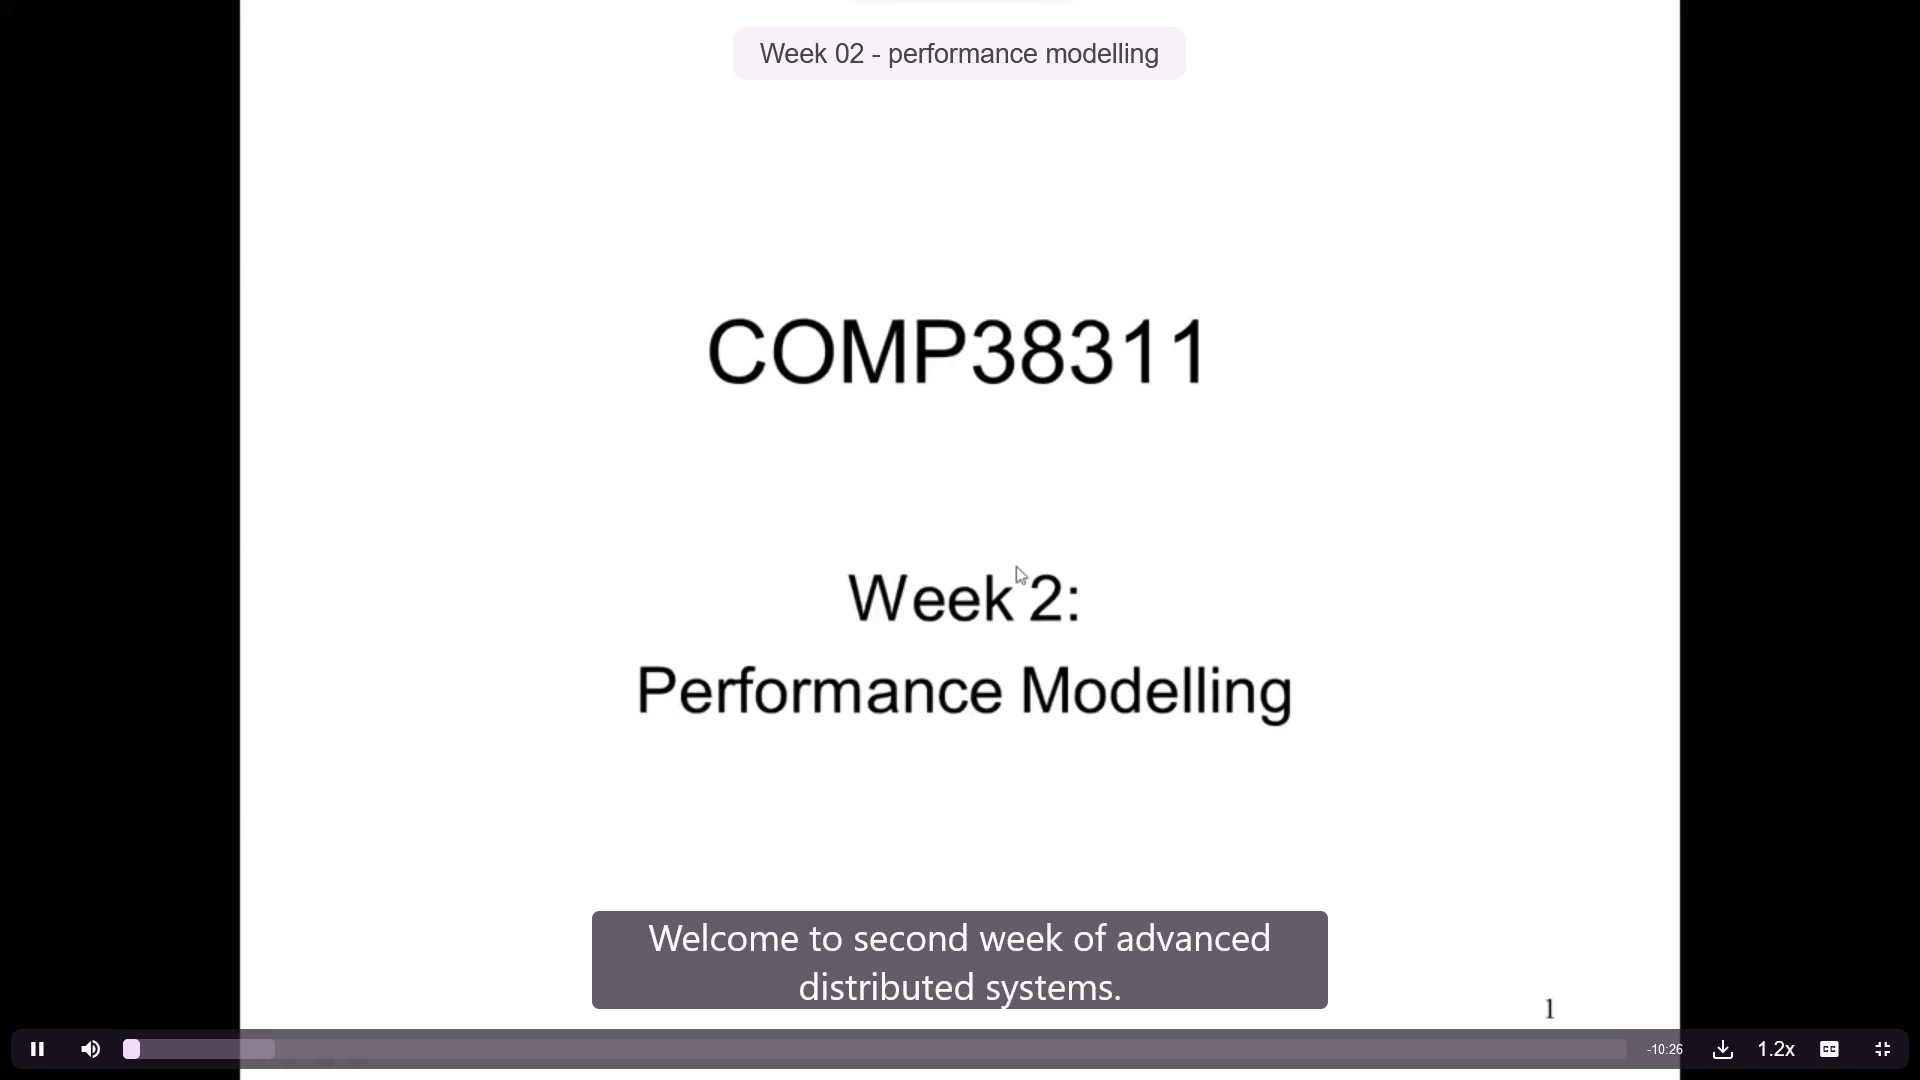 Week 02 - performance modelling
COMP38311
Week 2:
Performance Modelling
Welcome to second week of advanced
distributed systems.
1
-10:26
1.2x
CC